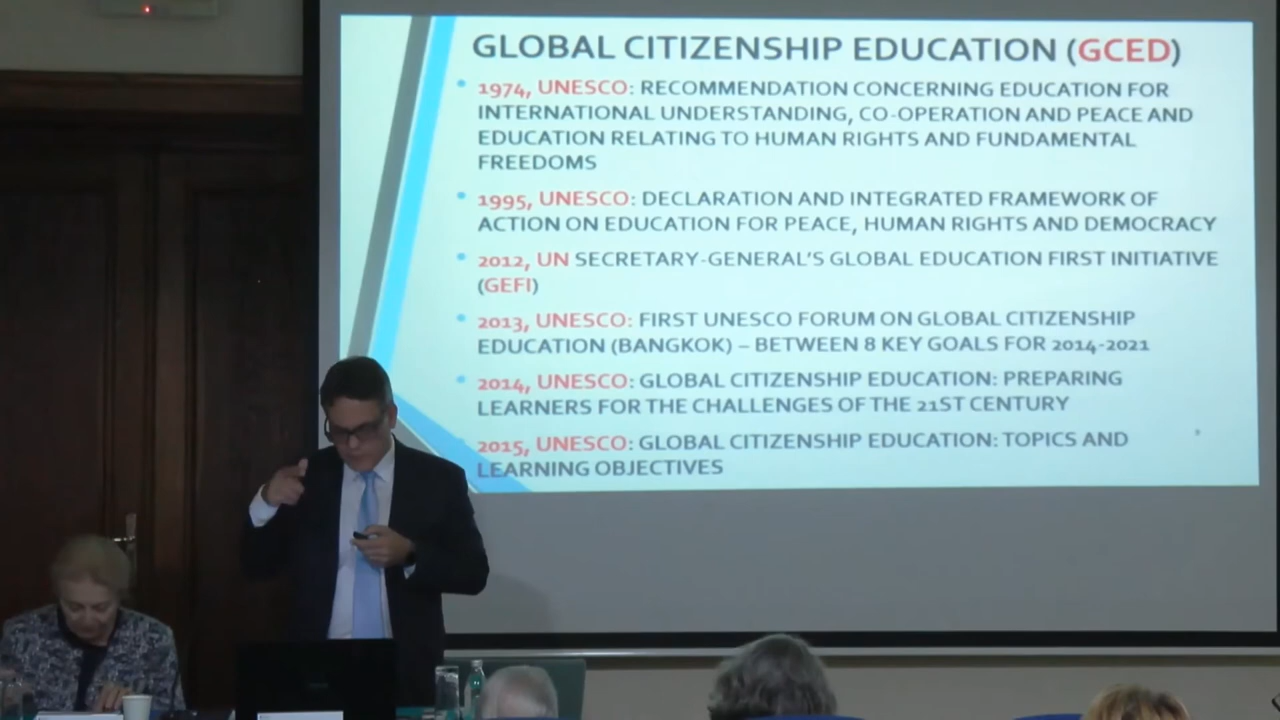 GLOBAL CITIZENSHIP EDUCATION (GCED)
1974, UNESCO: RECOMMENDATION CONCERNING EDUCATION FOR
INTERNATIONAL UNDERSTANDING, CO-OPERATION AND PEACE AND
EDUCATION RELATING TO HUMAN RIGHTS AND FUNDAMENTAL
FREEDOMS
1995, UNESCO: DECLARATION AND INTEGRATED FRAMEWORK OF
ACTION ON EDUCATION FOR PEACE, HUMAN RIGHTS AND DEMOCRACY
2012, UN SECRETARY-GENERAL'S GLOBAL EDUCATION FIRST INITIATIVE
(GEFI)
2013, UNESCO: FIRST UNESCO FORUM ON GLOBAL CITIZENSHIP
EDUCATION (BANGKOK) – BETWEEN 8 KEY GOALS FOR 2014-2021
2014, UNESCO: GLOBAL CITIZENSHIP EDUCATION: PREPARING
LEARNERS FOR THE CHALLENGES OF THE 21ST CENTURY
2015, UNESCO: GLOBAL CITIZENSHIP EDUCATION: TOPICS AND
LEARNING OBJECTIVES